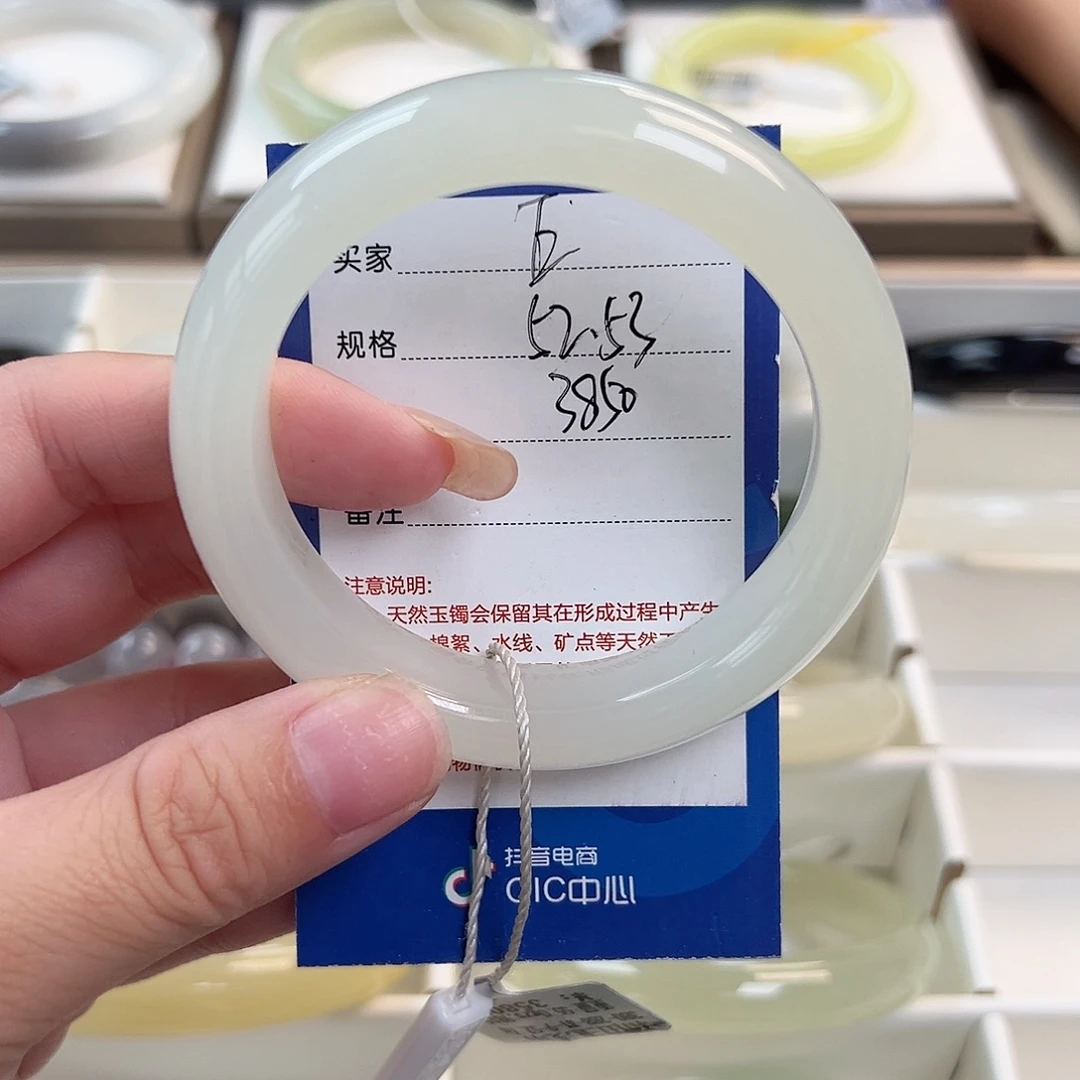 买家
规格 52.53
3850
备注
注意说明:
天然玉镯会保留其在形成过程中产生
棉絮、水线、矿点等天然
抖音电商
QIC中心